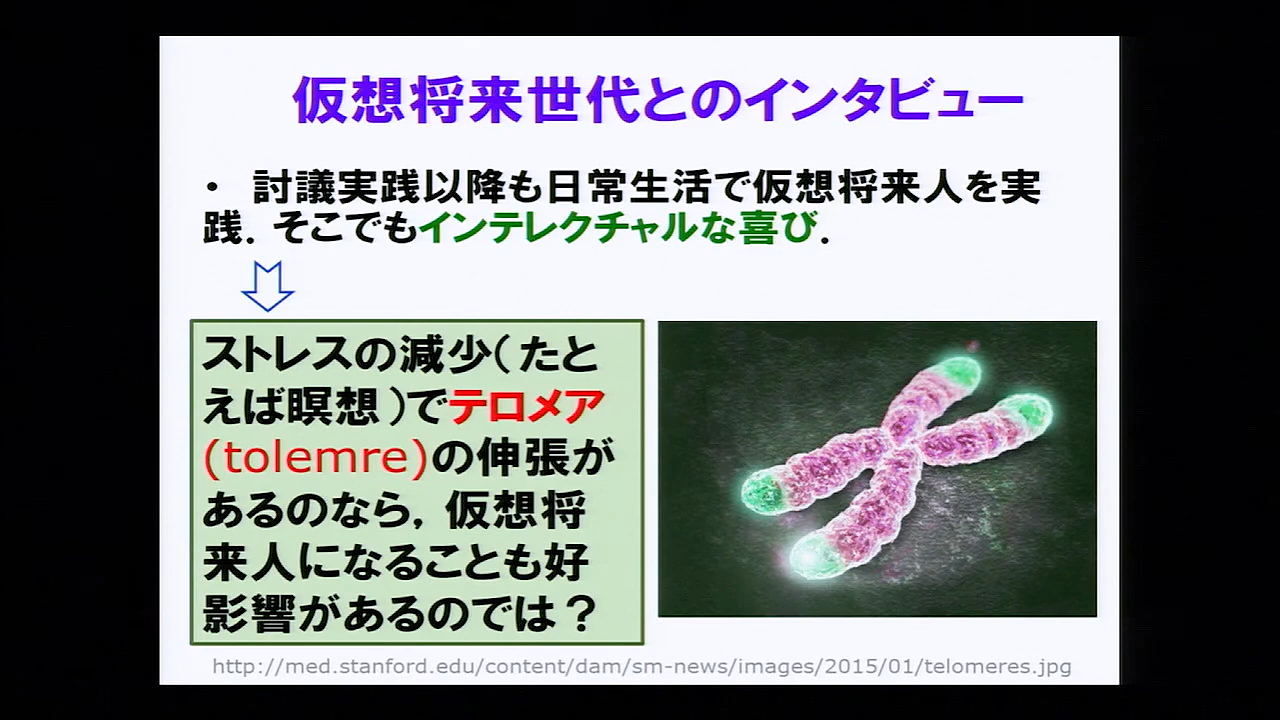 仮想将来世代とのインタビュー
・ 討議実践以降も日常生活で仮想将来人を実
践．そこでもインテレクチャルな喜び．
ストレスの減少（たと
えば瞑想）でテロメア
(tolemre)の伸張が
あるのなら，仮想将
来人になることも好
影響があるのでは？
http://med.stanford.edu/content/dam/sm-news/images/2015/01/telomeres.jpg